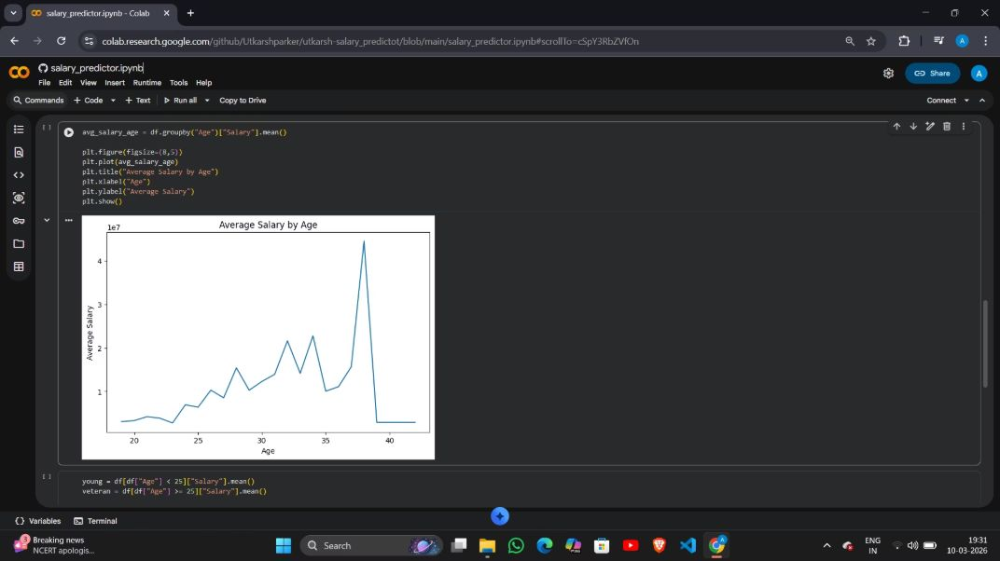 salary_predictor.ipynb - Colab
colab.research.google.com/github/Utkarshparker/utkarsh-salary_predictot/blob/main/salary_predictor.ipynb#scrollTo=cSpY3RbZVfOn
A
salary_predictor.ipynb
File Edit View Insert Runtime Tools Help
Share
A
Commands + Code + Text Run all Copy to Drive
Connect
[ ]
avg_salary_age = df.groupby("Age")["Salary"].mean()
plt.figure(figsize=(8,5))
plt.plot(avg_salary_age)
plt.title("Average Salary by Age")
plt.xlabel("Age")
plt.ylabel("Average Salary")
plt.show()
1e7
Average Salary by Age
4
3
2
1
Average Salary
20 25 30 35 40
Age
[ ]
young = df[df["Age"] < 25]["Salary"].mean()
veteran = df[df["Age"] >= 25]["Salary"].mean()
Variables Terminal
3
Breaking news
NCERT apologis...
Search
A
ENG
IN
19:31
10-03-2026